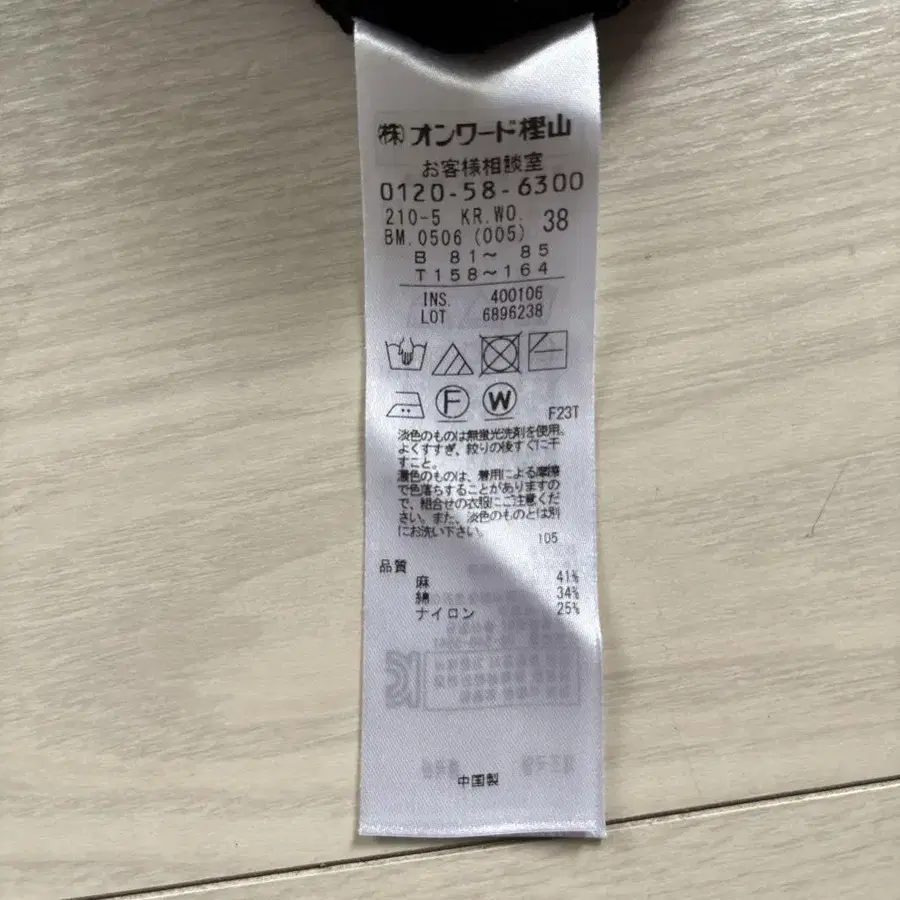 ㈱オンワード樫山
お客様相談室
0120-58-6300
210-5 KR.WO. 38
BM.0506 (005)
B 81～ 85
T158～164
INS. 400106
LOT 6896238
F W
F23T
淡色のものは無蛍光洗剤を使用。
よくすすぎ、絞りの後すぐに干
すこと。
濃色のものは、着用による摩擦
で色落ちすることがありますの
で、組合せの衣服にご注意くだ
さい。また、淡色のものとは別
にお洗い下さい。
105
品質
麻 41%
綿 34%
ナイロン 25%
中国製